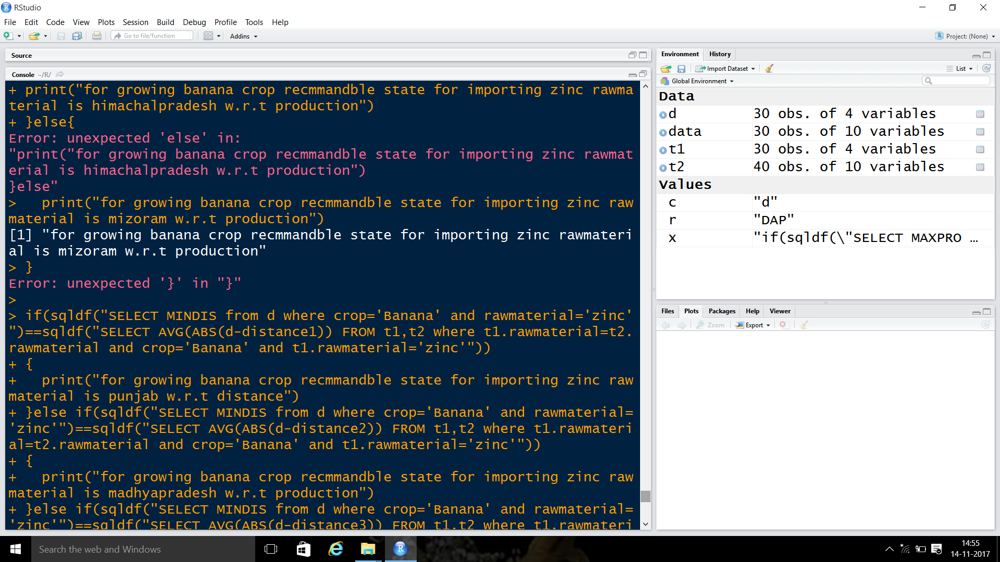 RStudio
File Edit Code View Plots Session Build Debug Profile Tools Help
Go to file/function Addins Project: (None)
Source
Console ~/R/
+ print("for growing banana crop recmmandble state for importing zinc rawma
terial is himachalpradesh w.r.t production")
+ }else{
Error: unexpected 'else' in:
"print("for growing banana crop recmmandble state for importing zinc rawmat
erial is himachalpradesh w.r.t production")
}else"
>   print("for growing banana crop recmmandble state for importing zinc raw
material is mizoram w.r.t production")
[1] "for growing banana crop recmmandble state for importing zinc rawmateri
al is mizoram w.r.t production"
> }
Error: unexpected '}' in "}"
>
> if(sqldf("SELECT MINDIS from d where crop='Banana' and rawmaterial='zinc'
")==sqldf("SELECT AVG(ABS(d-distance1)) FROM t1,t2 where t1.rawmaterial=t2.
rawmaterial and crop='Banana' and t1.rawmaterial='zinc'"))
+ {
+   print("for growing banana crop recmmandble state for importing zinc raw
material is punjab w.r.t distance")
+ }else if(sqldf("SELECT MINDIS from d where crop='Banana' and rawmaterial=
'zinc'")==sqldf("SELECT AVG(ABS(d-distance2)) FROM t1,t2 where t1.rawmateri
al=t2.rawmaterial and crop='Banana' and t1.rawmaterial='zinc'"))
+ {
+   print("for growing banana crop recmmandble state for importing zinc raw
material is madhyapradesh w.r.t production")
+ }else if(sqldf("SELECT MINDIS from d where crop='Banana' and rawmaterial=
'zinc'")==sqldf("SELECT AVG(ABS(d-distance3)) FROM t1,t2 where t1.rawmateri
Environment History
Import Dataset List
Global Environment
Data
d 30 obs. of 4 variables
data 30 obs. of 10 variables
t1 30 obs. of 4 variables
t2 40 obs. of 10 variables
Values
c "d"
r "DAP"
x "if(sqldf(\"SELECT MAXPRO …
Files Plots Packages Help Viewer
Zoom Export
Search the web and Windows
14:55
14-11-2017